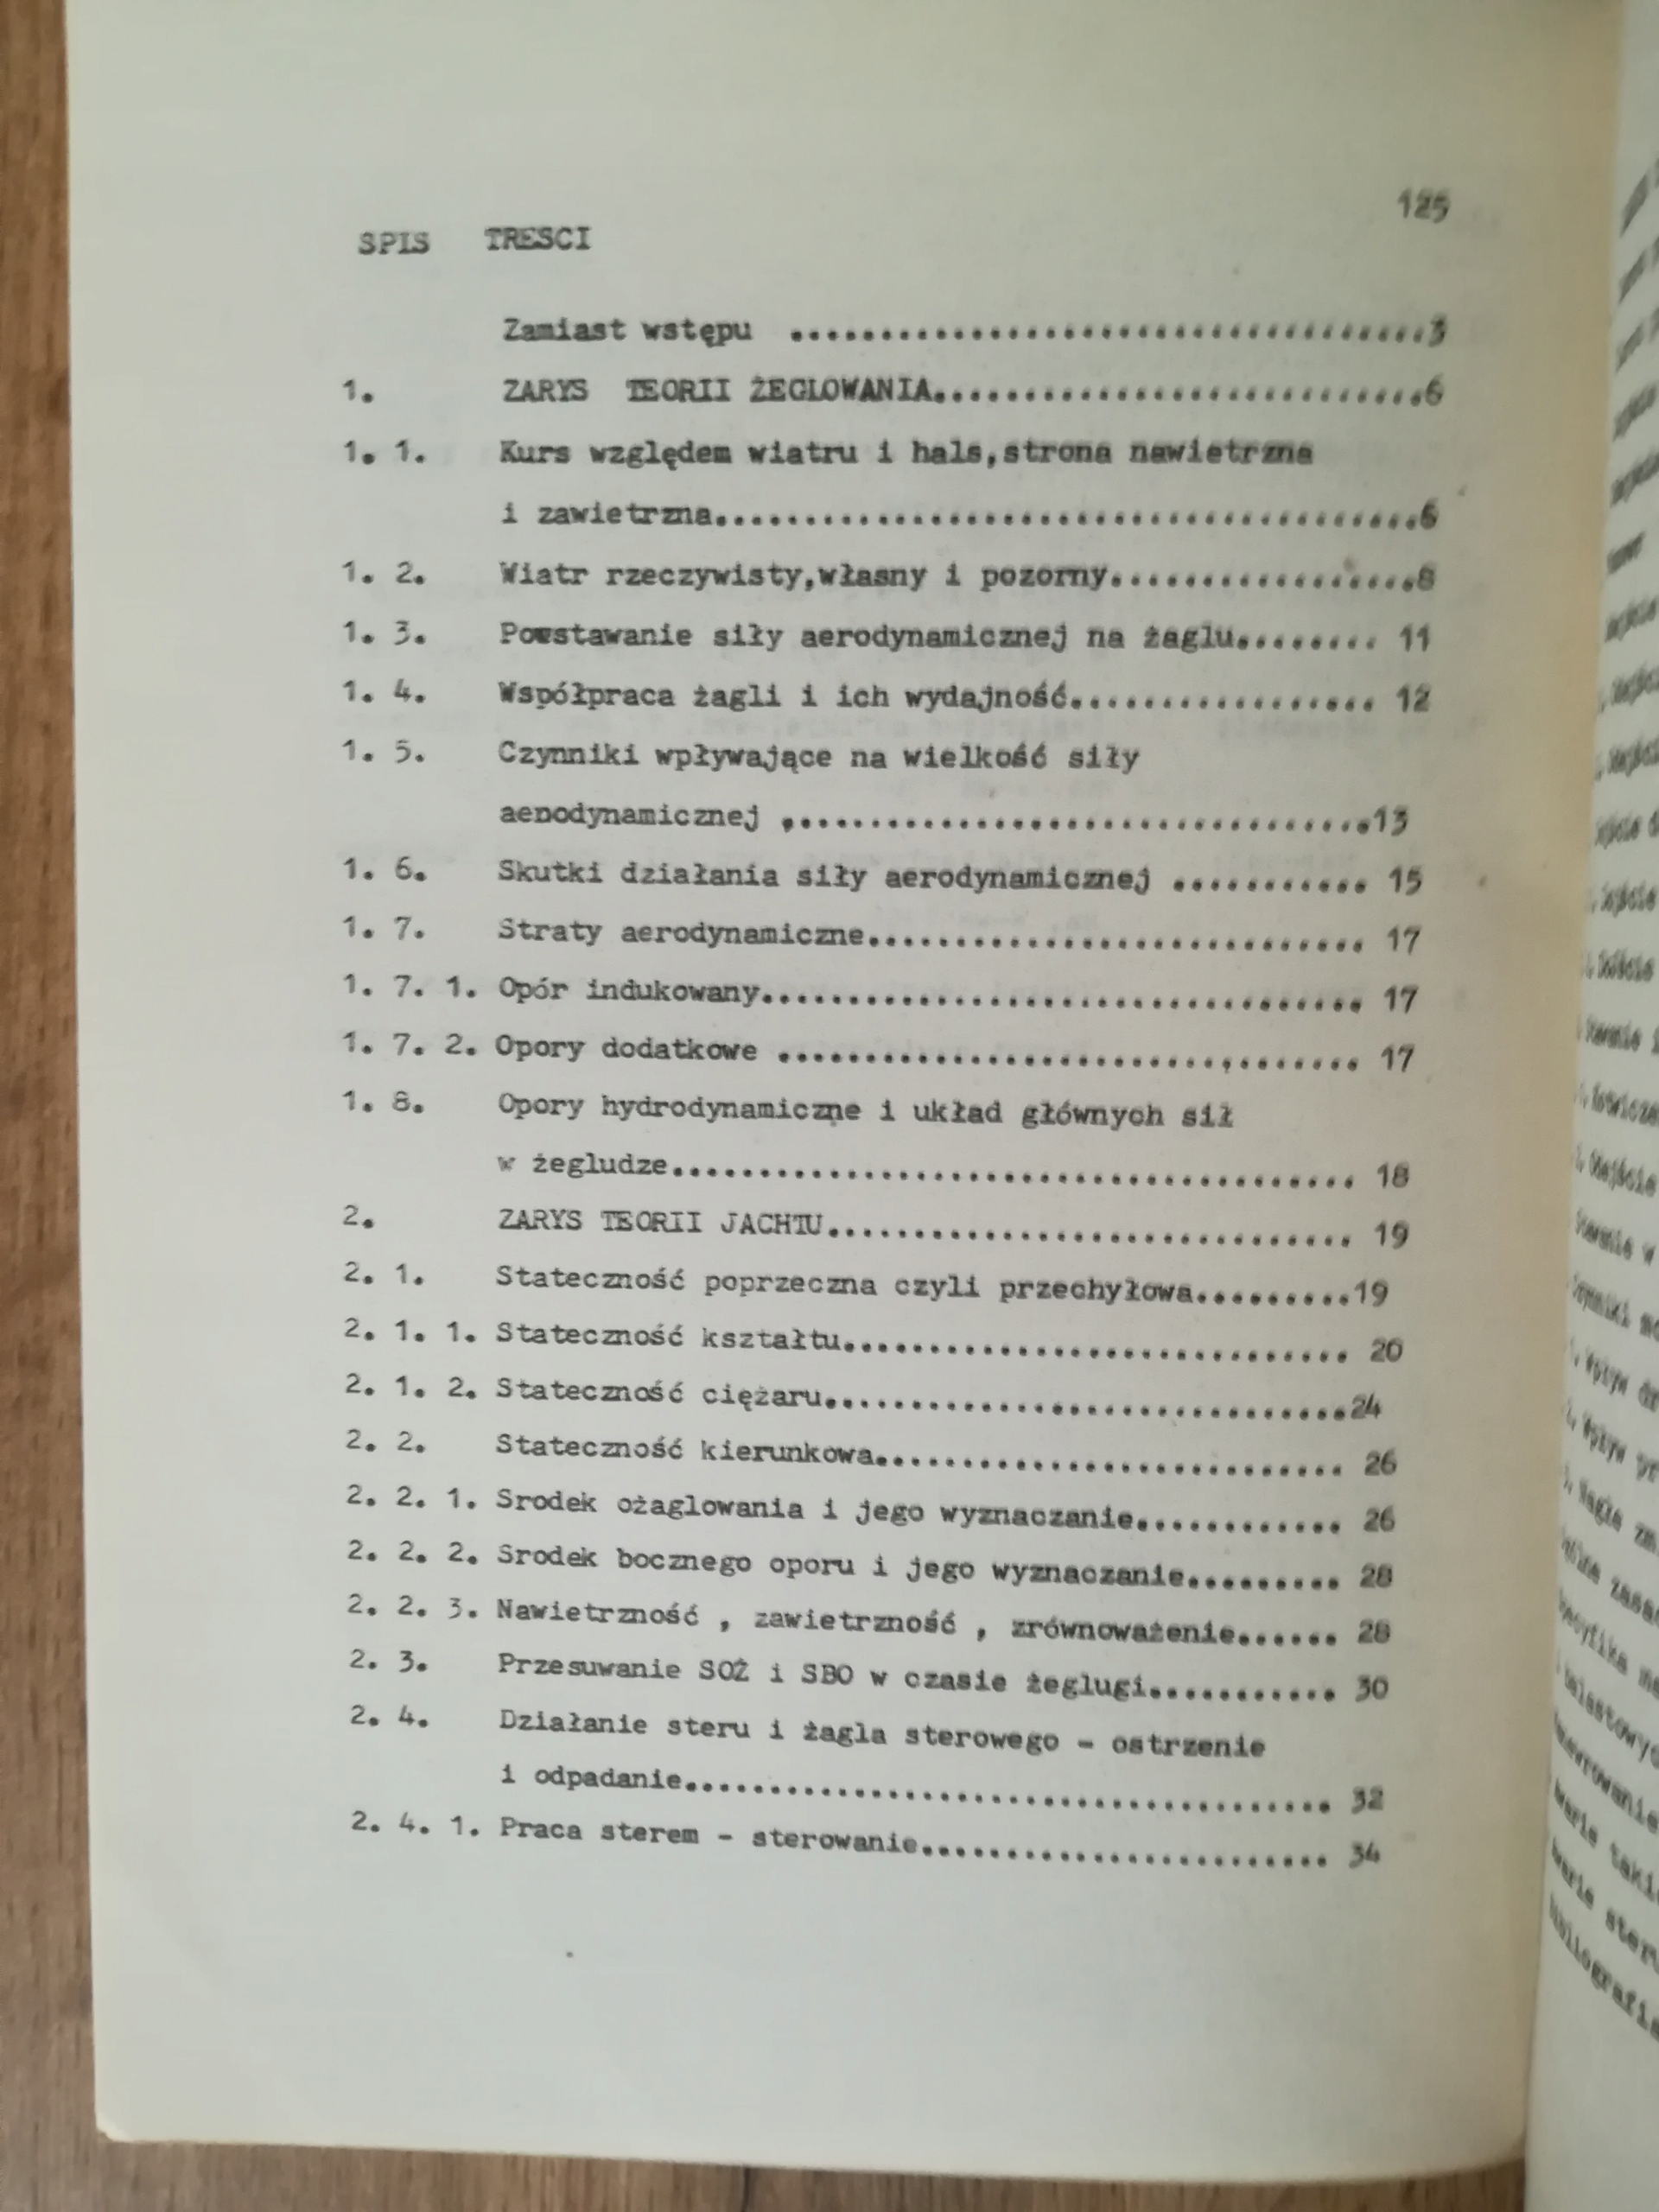 125
SPIS TRESCI
Zamiast wstępu ....................................3
1. ZARYS TEORII ŻEGLOWANIA............................6
1. 1. Kurs względem wiatru i hals,strona nawietrzna
i zawietrzna........................................6
1. 2. Wiatr rzeczywisty,własny i pozorny.................8
1. 3. Powstawanie siły aerodynamicznej na żaglu........ 11
1. 4. Współpraca żagli i ich wydajność................. 12
1. 5. Czynniki wpływające na wielkość siły
aerodynamicznej .................................13
1. 6. Skutki działania siły aerodynamicznej ........... 15
1. 7. Straty aerodynamiczne............................ 17
1. 7. 1. Opór indukowany.................................. 17
1. 7. 2. Opory dodatkowe ................................. 17
1. 8. Opory hydrodynamiczne i układ głównych sił
w żegludze....................................... 18
2. ZARYS TEORII JACHTU.............................. 19
2. 1. Stateczność poprzeczna czyli przechyłowa.........19
2. 1. 1. Stateczność kształtu............................. 20
2. 1. 2. Stateczność ciężaru..............................24
2. 2. Stateczność kierunkowa........................... 26
2. 2. 1. Srodek ożaglowania i jego wyznaczanie............ 26
2. 2. 2. Srodek bocznego oporu i jego wyznaczanie......... 28
2. 2. 3. Nawietrzność , zawietrzność , zrównoważenie...... 28
2. 3. Przesuwanie SOŻ i SBO w czasie żeglugi........... 30
2. 4. Działanie steru i żagla sterowego - ostrzenie
i odpadanie...................................... 32
2. 4. 1. Praca sterem - sterowanie........................ 34